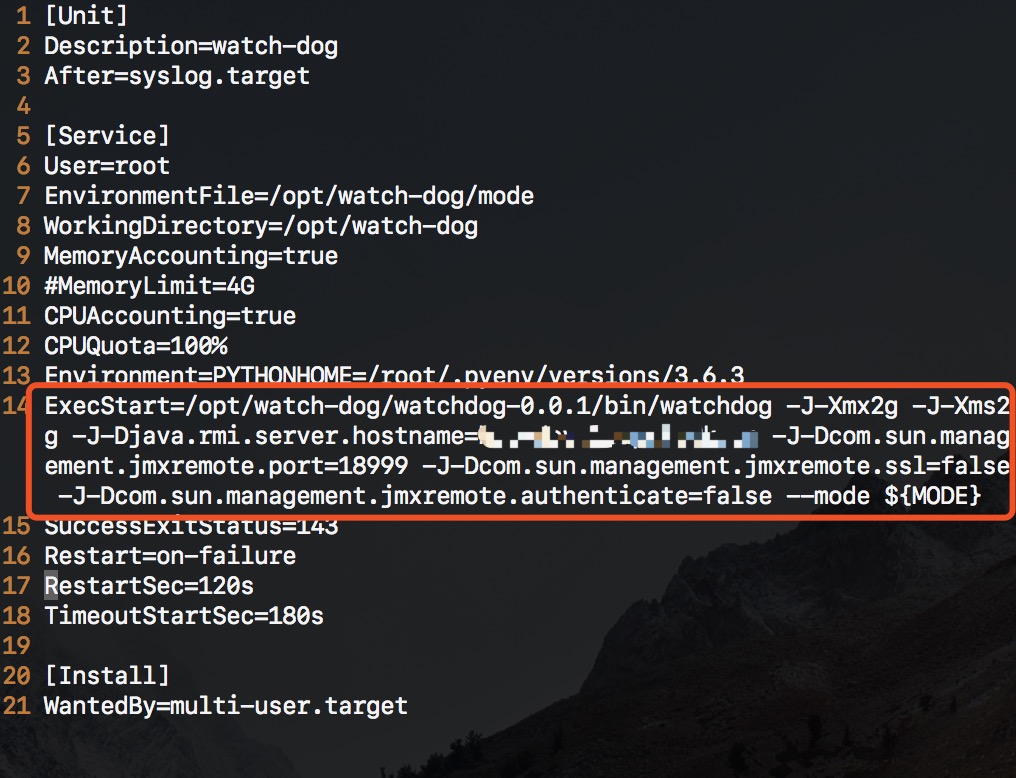 1 [Unit]
2 Description=watch-dog
3 After=syslog.target
4
5 [Service]
6 User=root
7 EnvironmentFile=/opt/watch-dog/mode
8 WorkingDirectory=/opt/watch-dog
9 MemoryAccounting=true
10 #MemoryLimit=4G
11 CPUAccounting=true
12 CPUQuota=100%
13 Environment=PYTHONHOME=/root/.pyenv/versions/3.6.3
14 ExecStart=/opt/watch-dog/watchdog-0.0.1/bin/watchdog -J-Xmx2g -J-Xms2
g -J-Djava.rmi.server.hostname= -J-Dcom.sun.manag
ement.jmxremote.port=18999 -J-Dcom.sun.management.jmxremote.ssl=false
-J-Dcom.sun.management.jmxremote.authenticate=false --mode ${MODE}
15 SuccessExitStatus=143
16 Restart=on-failure
17 RestartSec=120s
18 TimeoutStartSec=180s
19
20 [Install]
21 WantedBy=multi-user.target